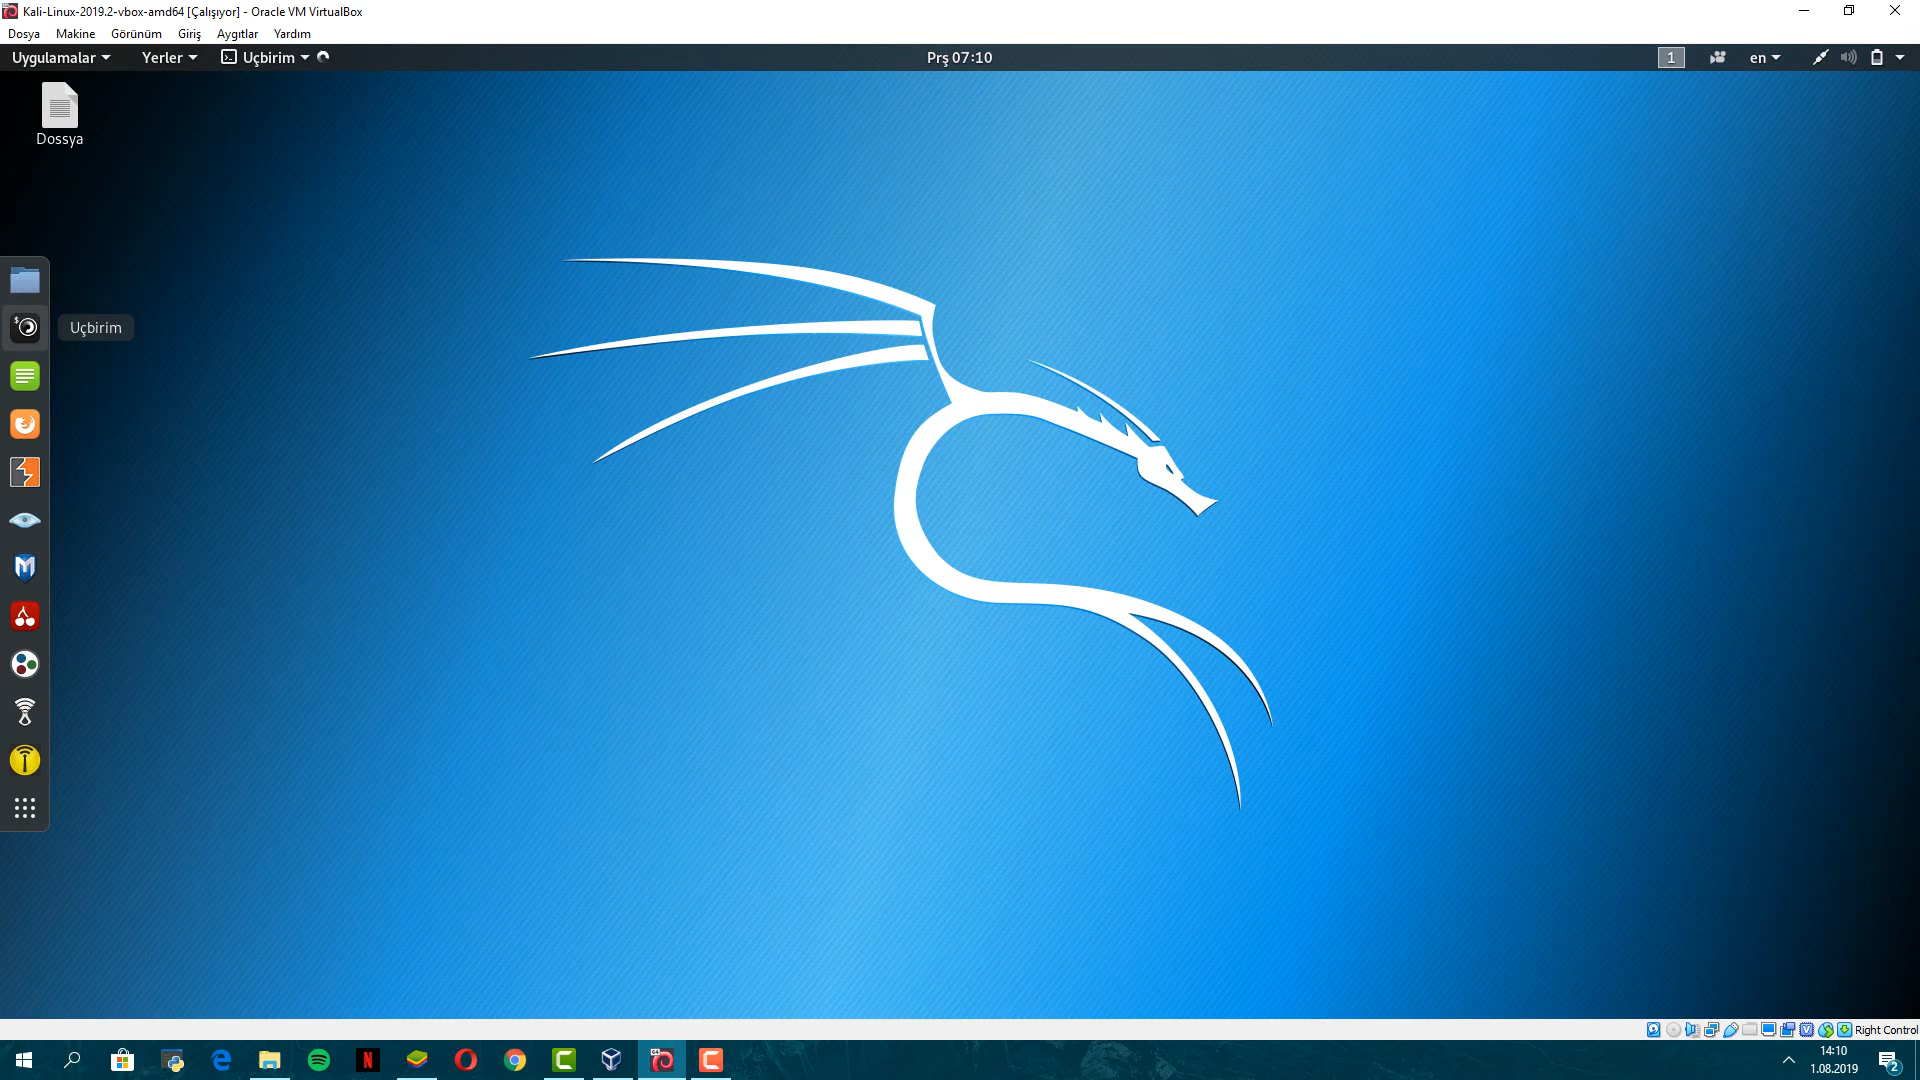 Kali-Linux-2019.2-vbox-amd64 [Çalışıyor] - Oracle VM VirtualBox
Dosya Makine Görünüm Giriş Aygıtlar Yardım
Uygulamalar Yerler Uçbirim Prş 07:10 1 en
Dossya
Uçbirim
Right Control
14:10
1.08.2019
2